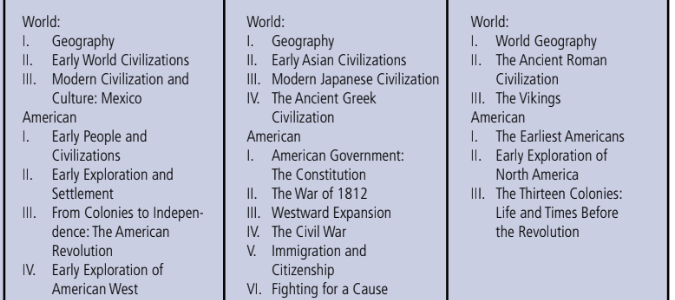 World:
I. Geography
II. Early World Civilizations
III. Modern Civilization and
Culture: Mexico
American
I. Early People and
Civilizations
II. Early Exploration and
Settlement
III. From Colonies to Indepen-
dence: The American
Revolution
IV. Early Exploration of
American West
World:
I. Geography
II. Early Asian Civilizations
III. Modern Japanese Civilization
IV. The Ancient Greek
Civilization
American
I. American Government:
The Constitution
II. The War of 1812
III. Westward Expansion
IV. The Civil War
V. Immigration and
Citizenship
VI. Fighting for a Cause
World:
I. World Geography
II. The Ancient Roman
Civilization
III. The Vikings
American
I. The Earliest Americans
II. Early Exploration of
North America
III. The Thirteen Colonies:
Life and Times Before
the Revolution